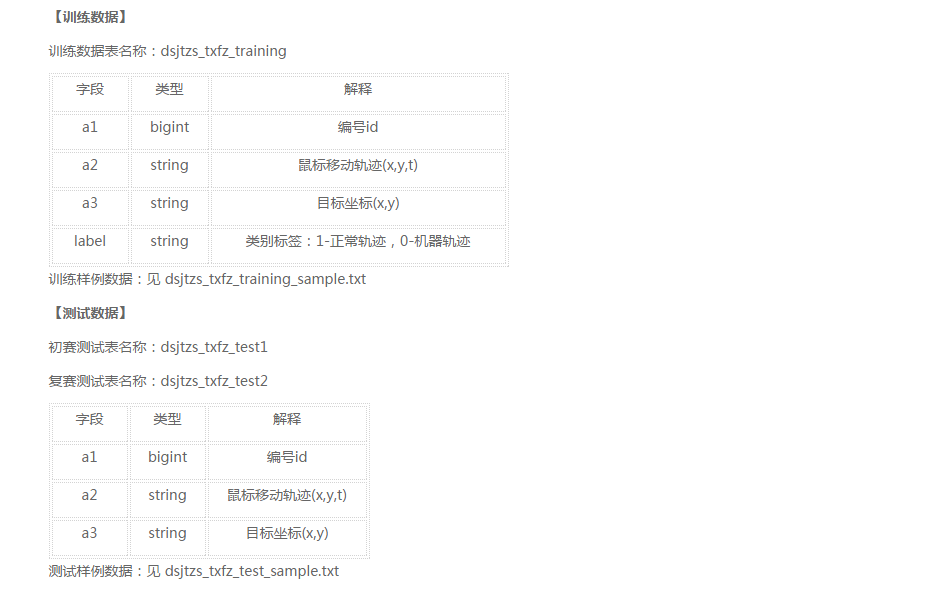 【训练数据】
训练数据表名称：dsjtzs_txfz_training
字段 类型 解释
a1 bigint 编号id
a2 string 鼠标移动轨迹(x,y,t)
a3 string 目标坐标(x,y)
label string 类别标签：1-正常轨迹，0-机器轨迹
训练样例数据：见 dsjtzs_txfz_training_sample.txt
【测试数据】
初赛测试表名称：dsjtzs_txfz_test1
复赛测试表名称：dsjtzs_txfz_test2
字段 类型 解释
a1 bigint 编号id
a2 string 鼠标移动轨迹(x,y,t)
a3 string 目标坐标(x,y)
测试样例数据：见 dsjtzs_txfz_test_sample.txt